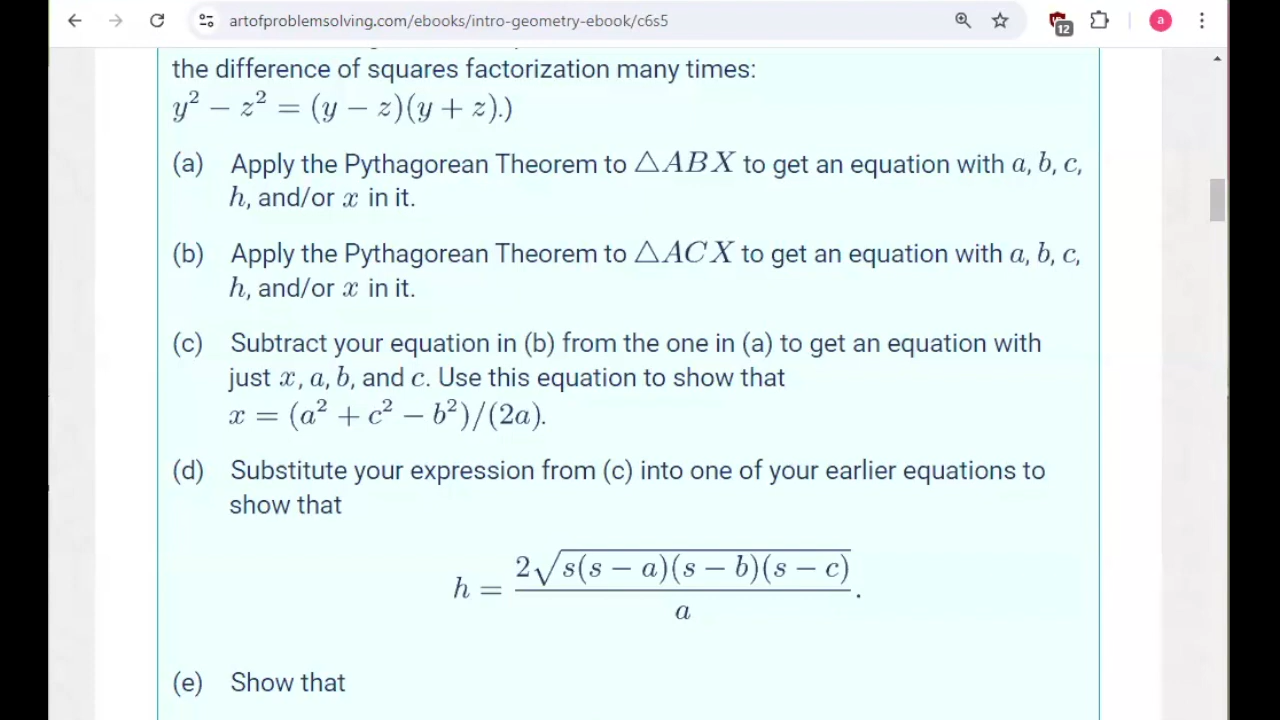 artofproblemsolving.com/ebooks/intro-geometry-ebook/c6s5
12
a
the difference of squares factorization many times:
y² − z² = (y − z)(y + z).)
(a) Apply the Pythagorean Theorem to △ABX to get an equation with a, b, c,
h, and/or x in it.
(b) Apply the Pythagorean Theorem to △ACX to get an equation with a, b, c,
h, and/or x in it.
(c) Subtract your equation in (b) from the one in (a) to get an equation with
just x, a, b, and c. Use this equation to show that
x = (a² + c² − b²)/(2a).
(d) Substitute your expression from (c) into one of your earlier equations to
show that
h = 2√s(s − a)(s − b)(s − c) / a.
(e) Show that